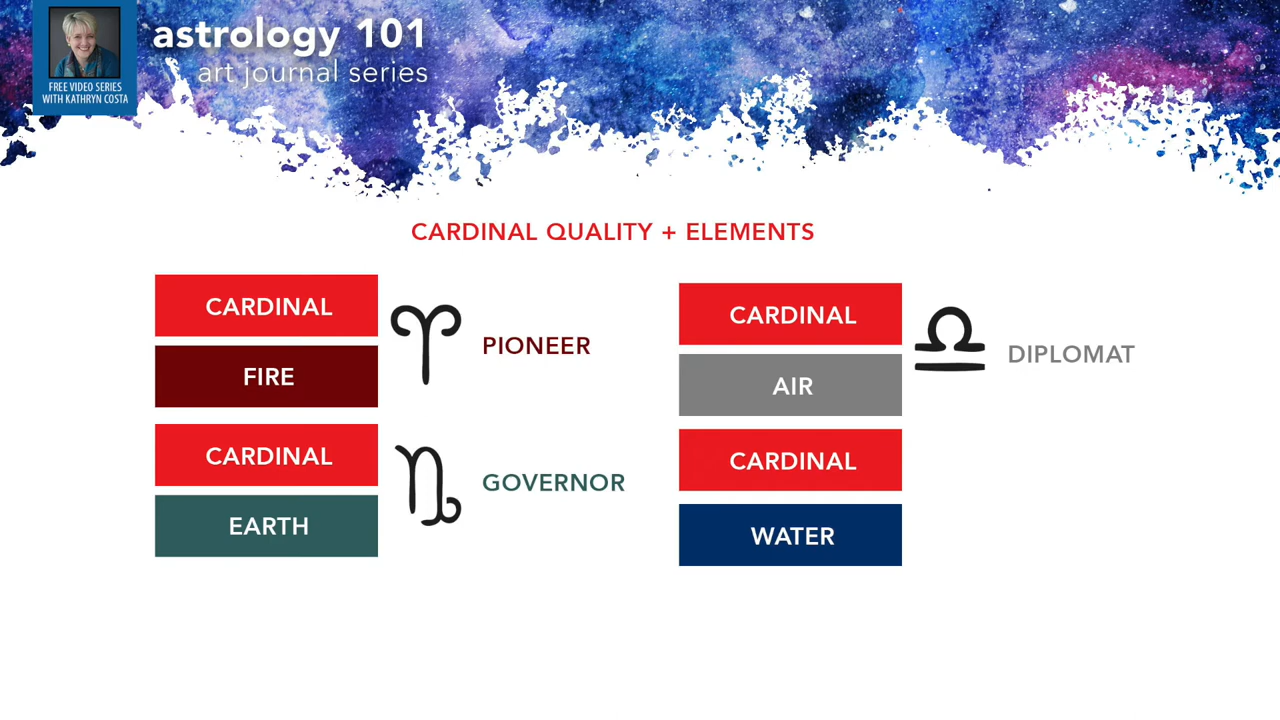 astrology 101
art journal series
FREE VIDEO SERIES
WITH KATHRYN COSTA
CARDINAL QUALITY + ELEMENTS
CARDINAL
FIRE
♈ PIONEER
CARDINAL
EARTH
♑ GOVERNOR
CARDINAL
AIR
♎ DIPLOMAT
CARDINAL
WATER